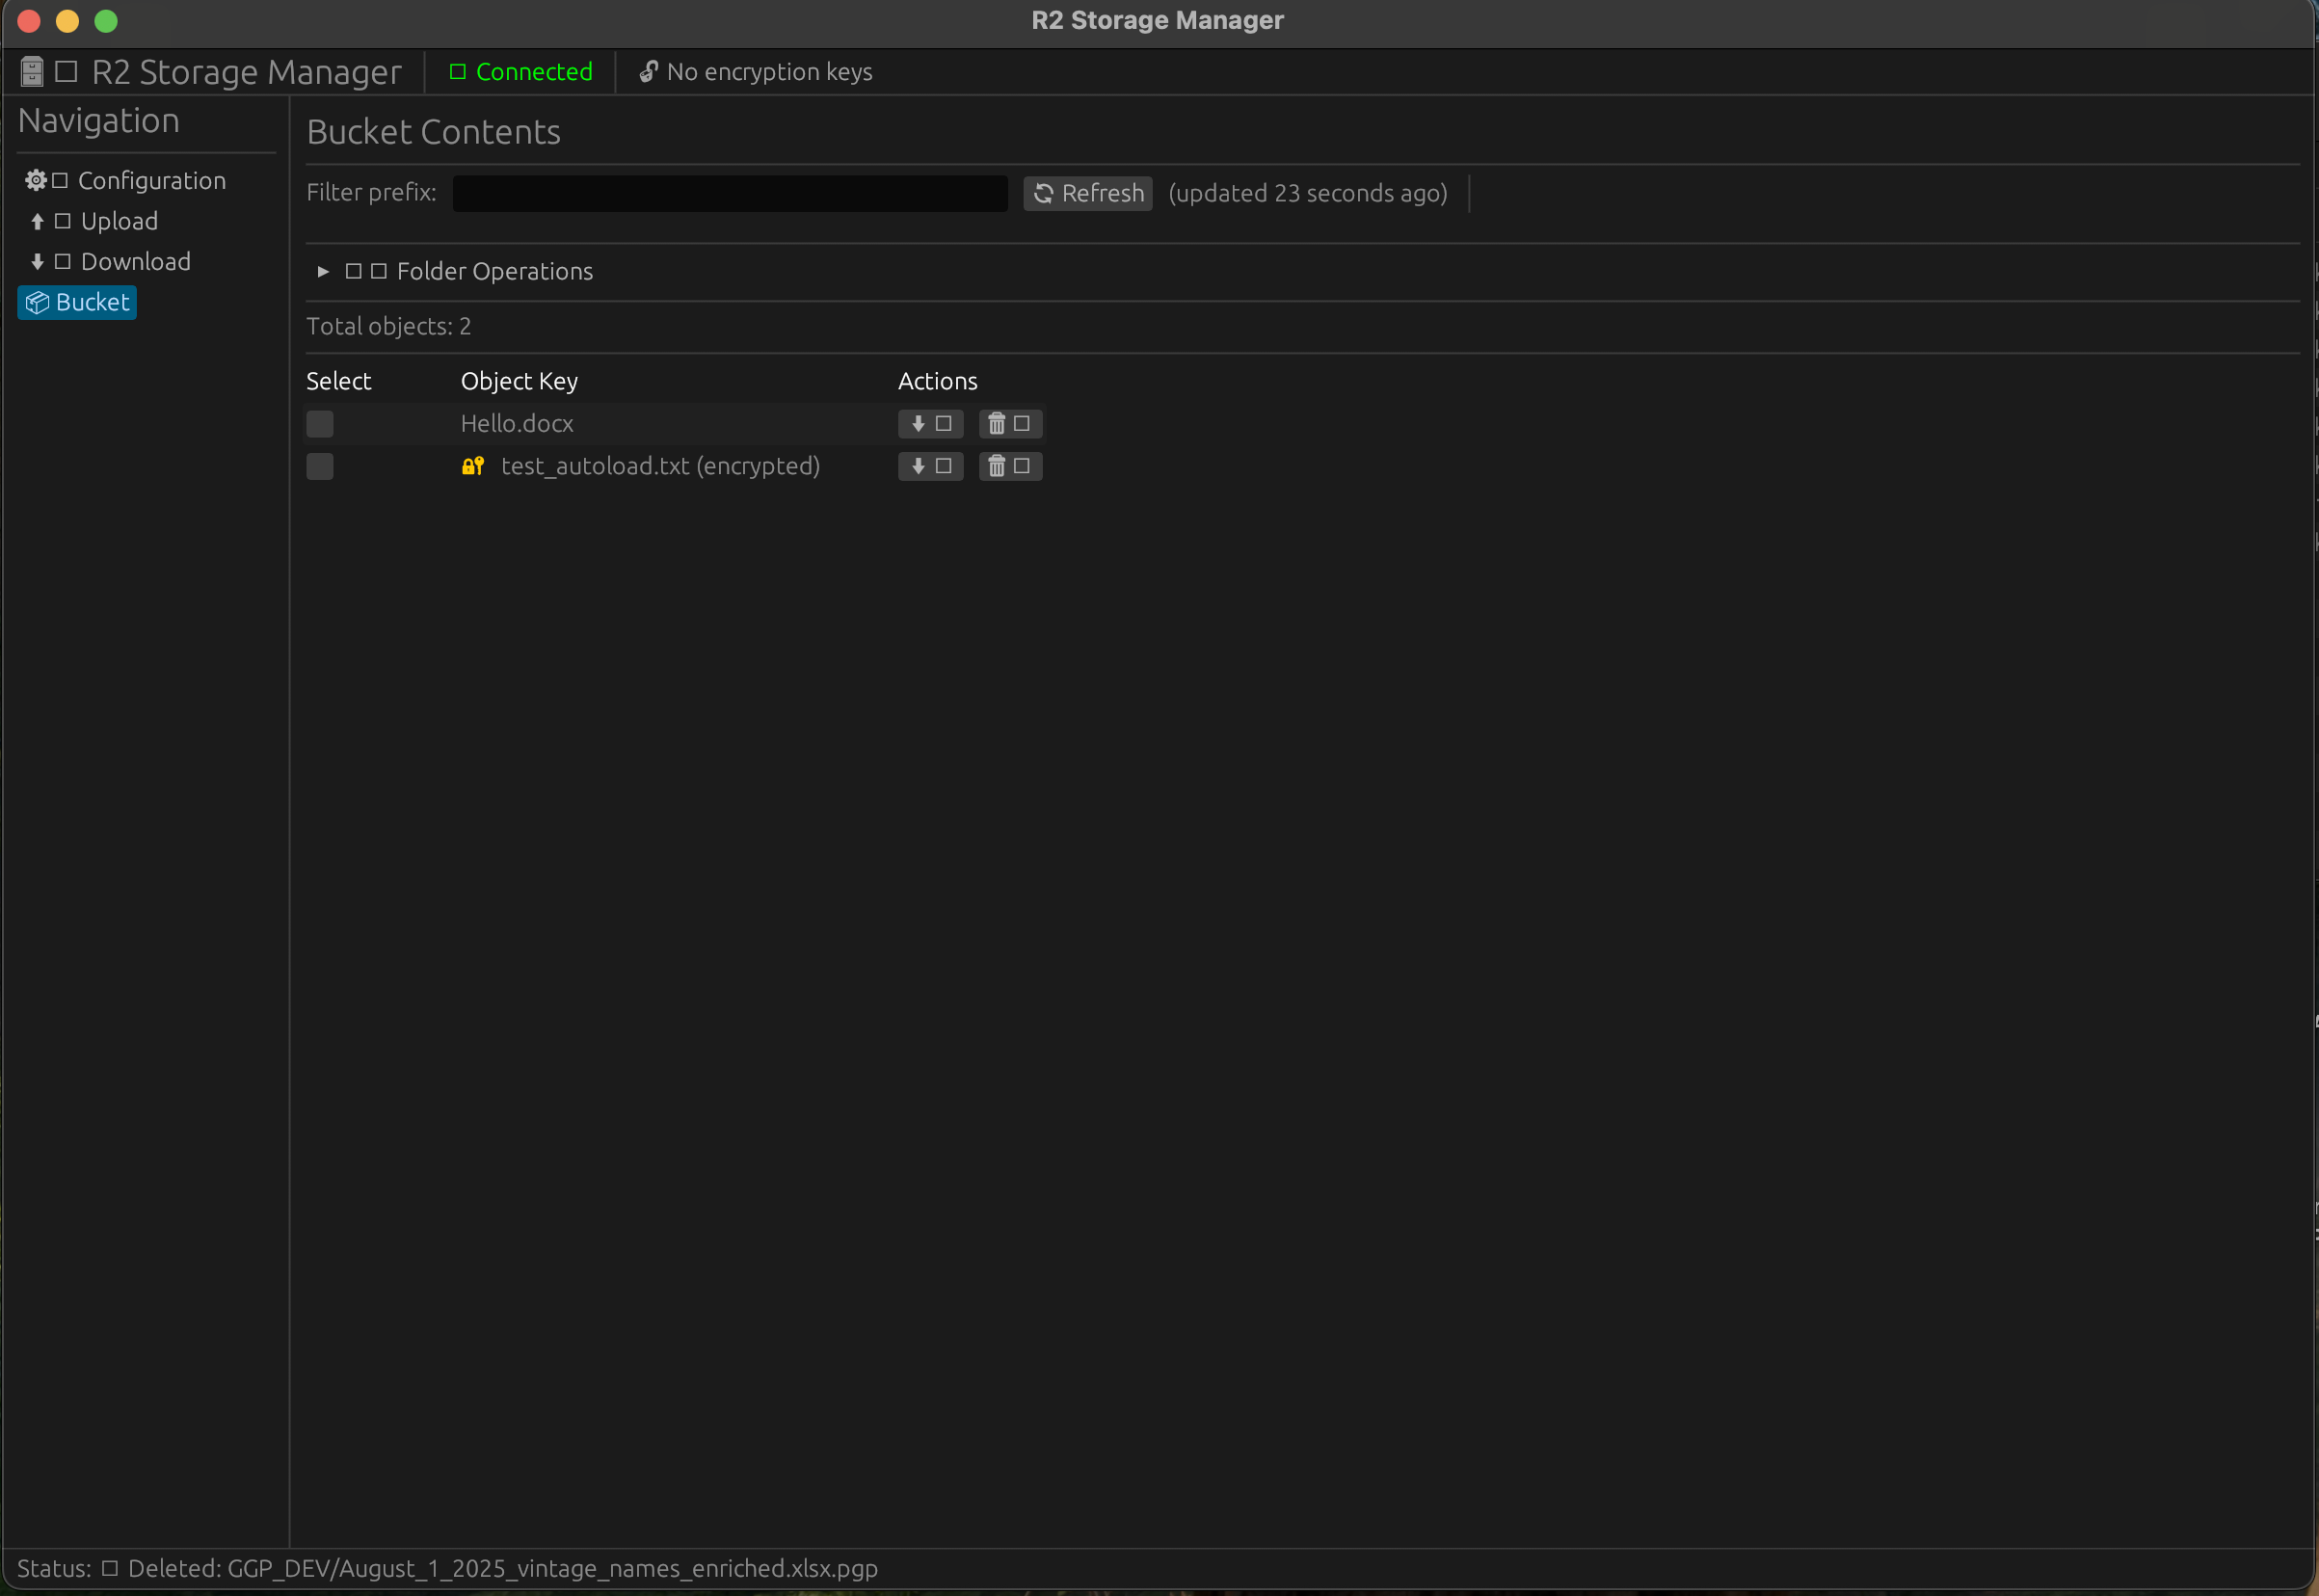 R2 Storage Manager
R2 Storage Manager
Connected
No encryption keys
Navigation
Configuration
Upload
Download
Bucket
Bucket Contents
Filter prefix:
Refresh
(updated 23 seconds ago)
Folder Operations
Total objects: 2
Select Object Key Actions
Hello.docx
test_autoload.txt (encrypted)
Status: □ Deleted: GGP_DEV/August_1_2025_vintage_names_enriched.xlsx.pgp